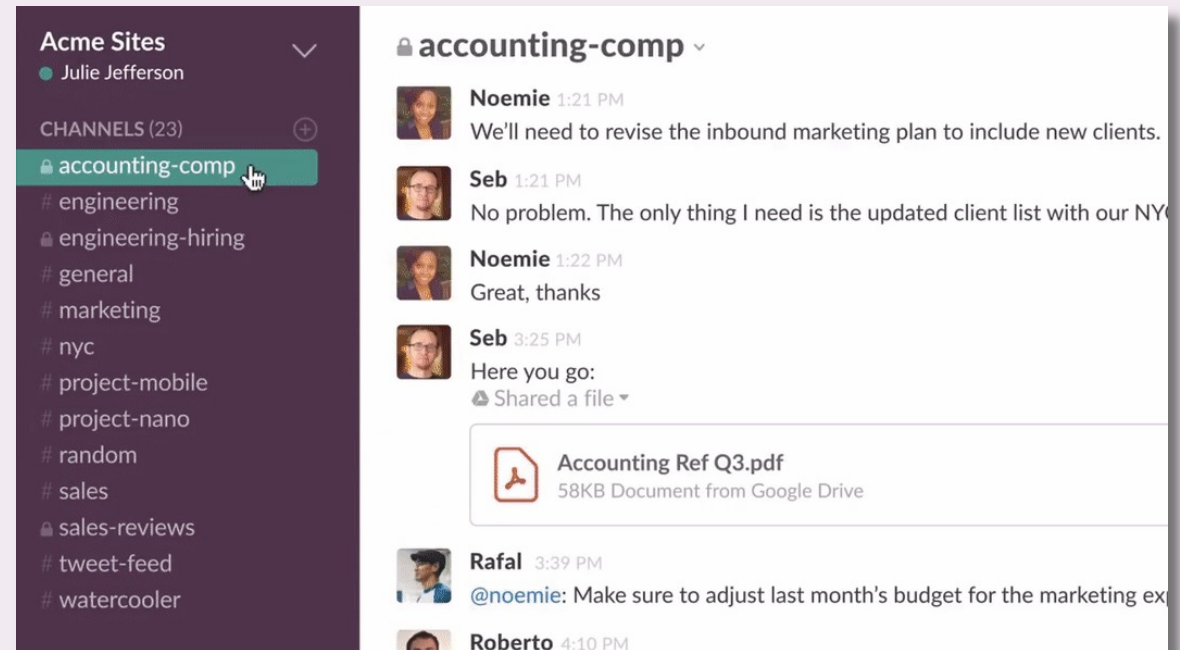 Acme Sites
Julie Jefferson
CHANNELS (23)
accounting-comp
# engineering
engineering-hiring
# general
# marketing
# nyc
# project-mobile
# project-nano
# random
# sales
sales-reviews
# tweet-feed
# watercooler
accounting-comp
Noemie 1:21 PM
We'll need to revise the inbound marketing plan to include new clients.
Seb 1:21 PM
No problem. The only thing I need is the updated client list with our
Noemie 1:22 PM
Great, thanks
Seb 3:25 PM
Here you go:
Shared a file
Accounting Ref Q3.pdf
58KB Document from Google Drive
Rafal 3:39 PM
@noemie: Make sure to adjust last month's budget for the marketing
Roberto 4:10 PM